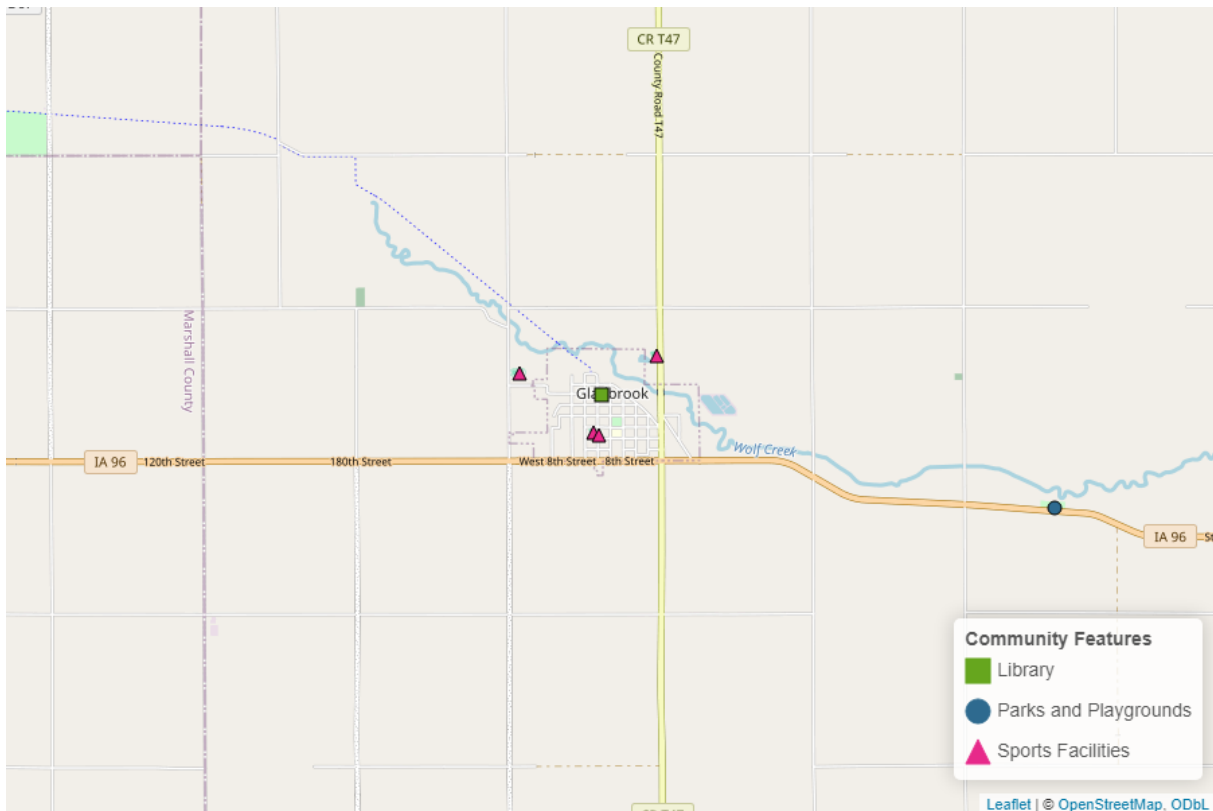 CR T47
County Road T47
Marshall County
Gladbrook
Wolf Creek
IA 96
120th Street
180th Street
West 8th Street
8th Street
IA 96
Community Features
Library
Parks and Playgrounds
Sports Facilities
Leaflet | © OpenStreetMap, ODbL